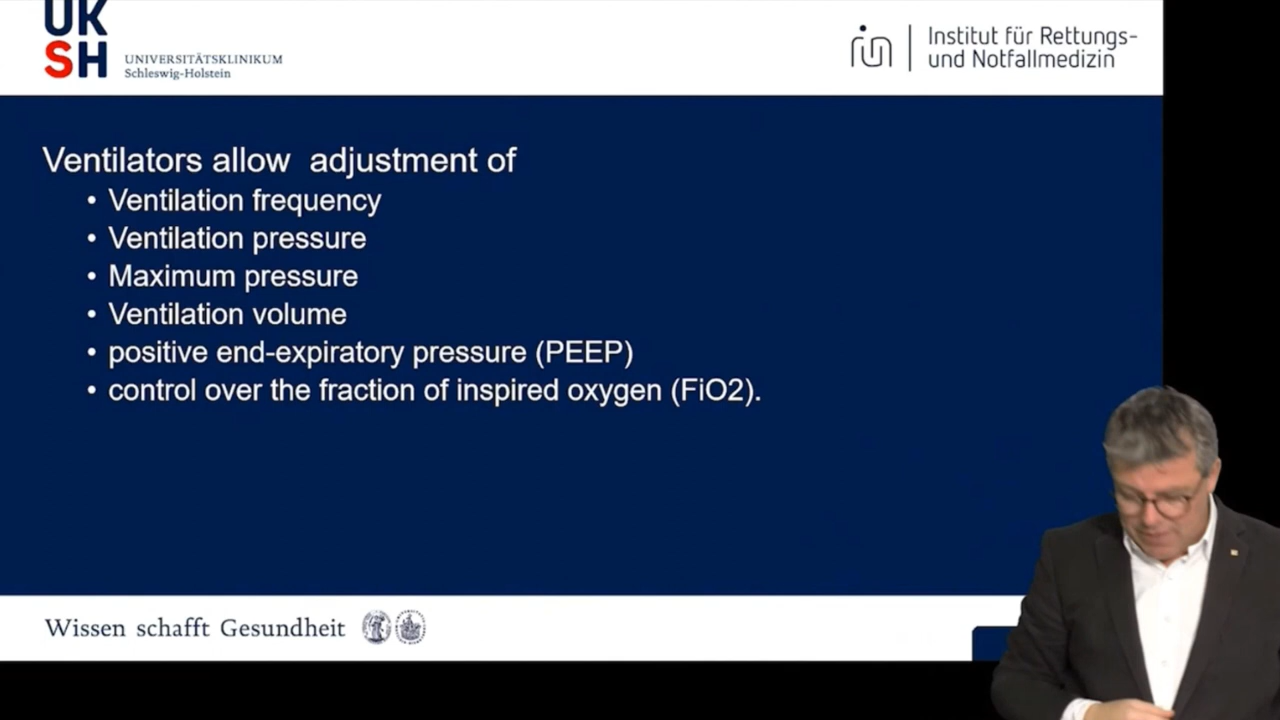 UK
SH
UNIVERSITÄTSKLINIKUM
Schleswig-Holstein
Institut für Rettungs-
und Notfallmedizin
Ventilators allow adjustment of
• Ventilation frequency
• Ventilation pressure
• Maximum pressure
• Ventilation volume
• positive end-expiratory pressure (PEEP)
• control over the fraction of inspired oxygen (FiO2).
Wissen schafft Gesundheit